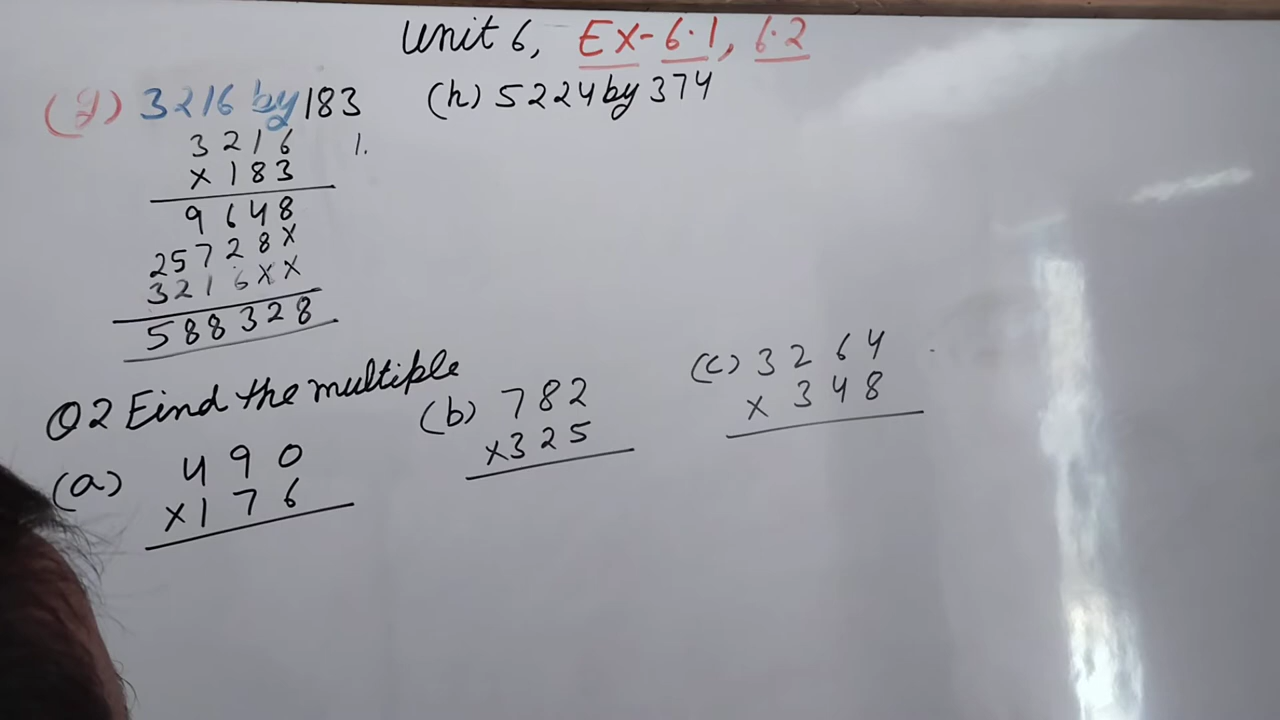 Unit 6, Ex-6.1, 6.2
(g) 3216 by 183
3216
×183
9648
25728×
3216××
588328
1.
(h) 5224 by 374
Q2 Find the multiple
(a) 490
×176
(b) 782
×325
(c) 3264
×348